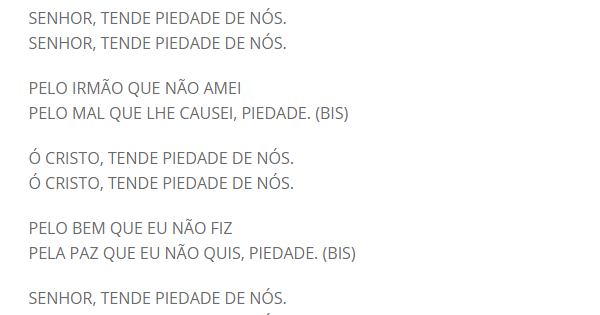 SENHOR, TENDE PIEDADE DE NÓS.
SENHOR, TENDE PIEDADE DE NÓS.
PELO IRMÃO QUE NÃO AMEI
PELO MAL QUE LHE CAUSEI, PIEDADE. (BIS)
Ó CRISTO, TENDE PIEDADE DE NÓS.
Ó CRISTO, TENDE PIEDADE DE NÓS.
PELO BEM QUE EU NÃO FIZ
PELA PAZ QUE EU NÃO QUIS, PIEDADE. (BIS)
SENHOR, TENDE PIEDADE DE NÓS.